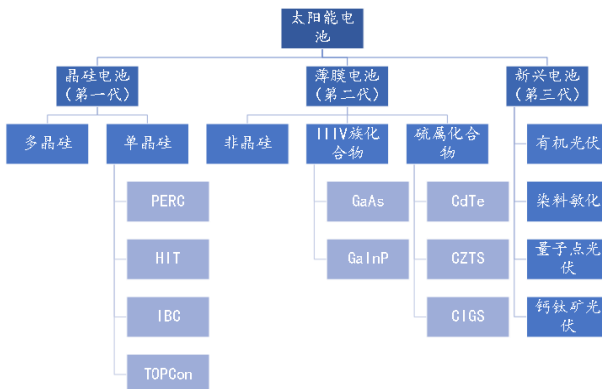 太阳能电
池
晶硅电池
（第一代）
薄膜电池
（第二代）
新兴电池
（第三代）
多晶硅
单晶硅
非晶硅
IIIV族化
合物
硫属化合
物
有机光伏
PERC
GaAs
CdTe
染料敏化
HIT
GaInP
CZTS
量子点光
伏
IBC
CIGS
钙钛矿光
伏
TOPCon